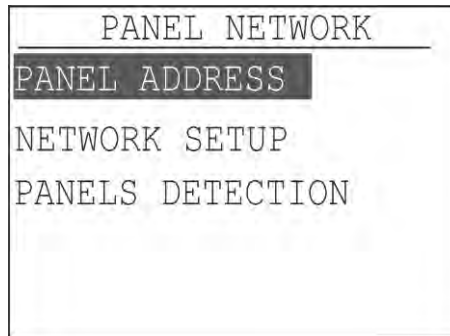 PANEL NETWORK
PANEL ADDRESS
NETWORK SETUP
PANELS DETECTION